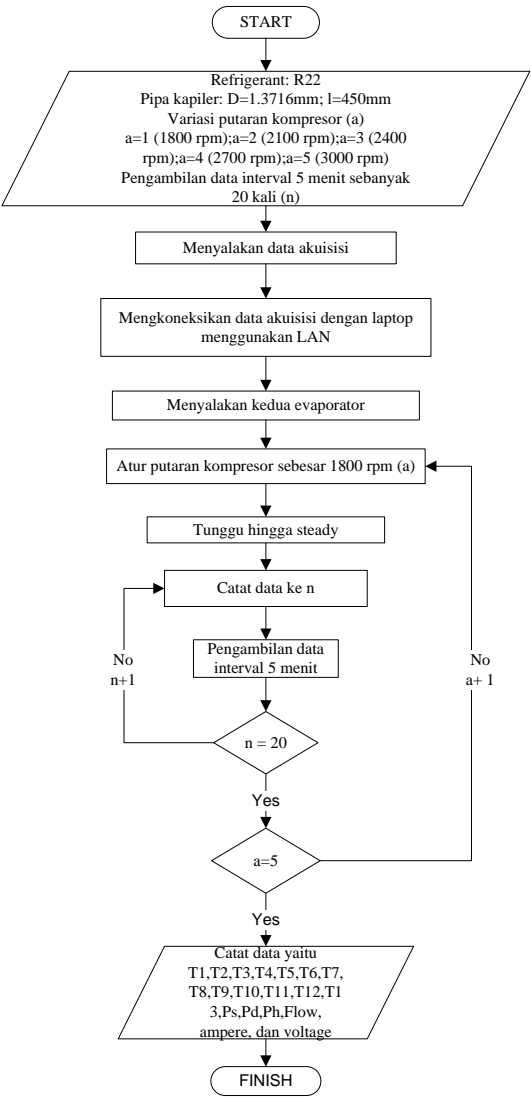 START
Refrigerant: R22
Pipa kapiler: D=1.3716mm; l=450mm
Variasi putaran kompresor (a)
a=1 (1800 rpm);a=2 (2100 rpm);a=3 (2400
rpm);a=4 (2700 rpm);a=5 (3000 rpm)
Pengambilan data interval 5 menit sebanyak
20 kali (n)
Menyalakan data akuisisi
Mengkoneksikan data akuisisi dengan laptop
menggunakan LAN
Menyalakan kedua evaporator
Atur putaran kompresor sebesar 1800 rpm (a)
Tunggu hingga steady
Catat data ke n
Pengambilan data
interval 5 menit
No
n+1
No
a+ 1
n = 20
Yes
a=5
Yes
Catat data yaitu
T1,T2,T3,T4,T5,T6,T7,
T8,T9,T10,T11,T12,T1
3,Ps,Pd,Ph,Flow,
ampere, dan voltage
FINISH